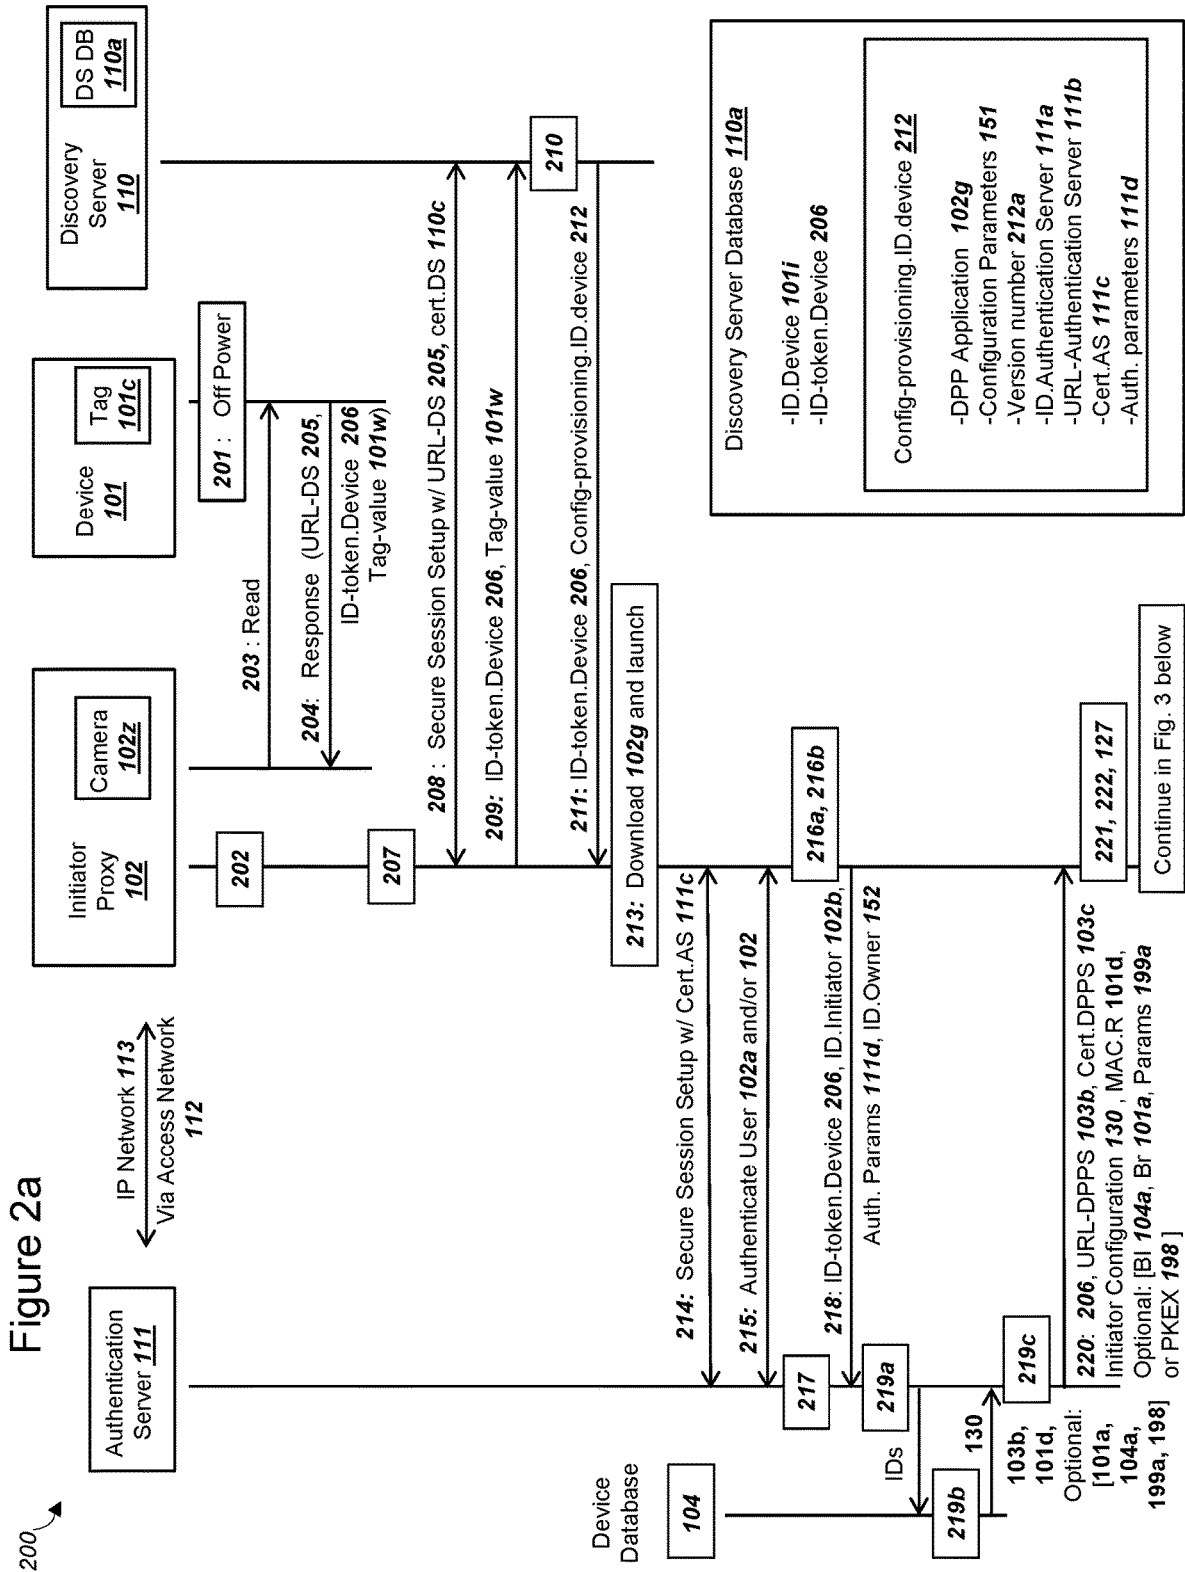 Figure 2a
200
Authentication
Server 111
IP Network 113
Via Access Network
112
Initiator
Proxy
102
Camera
102z
Device
101
Tag
101c
Discovery
Server
110
DS DB
110a
201 : Off Power
202
203 : Read
204: Response (URL-DS 205,
ID-token.Device 206
Tag-value 101w)
207
208 : Secure Session Setup w/ URL-DS 205, cert.DS 110c
209: ID-token.Device 206, Tag-value 101w
210
211: ID-token.Device 206, Config-provisioning.ID.device 212
213: Download 102g and launch
214: Secure Session Setup w/ Cert.AS 111c
215: Authenticate User 102a and/or 102
216a, 216b
217
218: ID-token.Device 206, ID.Initiator 102b,
Auth. Params 111d, ID.Owner 152
Device
Database
104
219a
IDs
219b
130
103b,
101d,
Optional:
[101a,
104a,
199a, 198]
219c
220: 206, URL-DPPS 103b, Cert.DPPS 103c
Initiator Configuration 130 , MAC.R 101d,
Optional: [BI 104a, Br 101a, Params 199a
or PKEX 198 ]
221, 222, 127
Continue in Fig. 3 below
Discovery Server Database 110a
-ID.Device 101i
-ID-token.Device 206
Config-provisioning.ID.device 212
-DPP Application 102g
-Configuration Parameters 151
-Version number 212a
-ID.Authentication Server 111a
-URL-Authentication Server 111b
-Cert.AS 111c
-Auth. parameters 111d